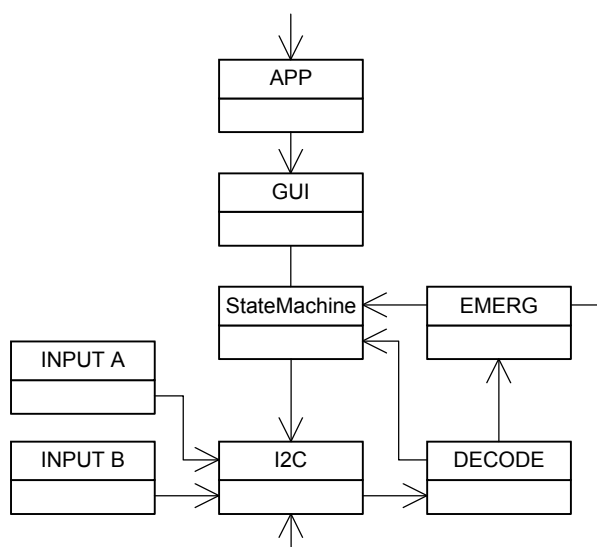 APP
GUI
StateMachine
EMERG
INPUT A
INPUT B
I2C
DECODE